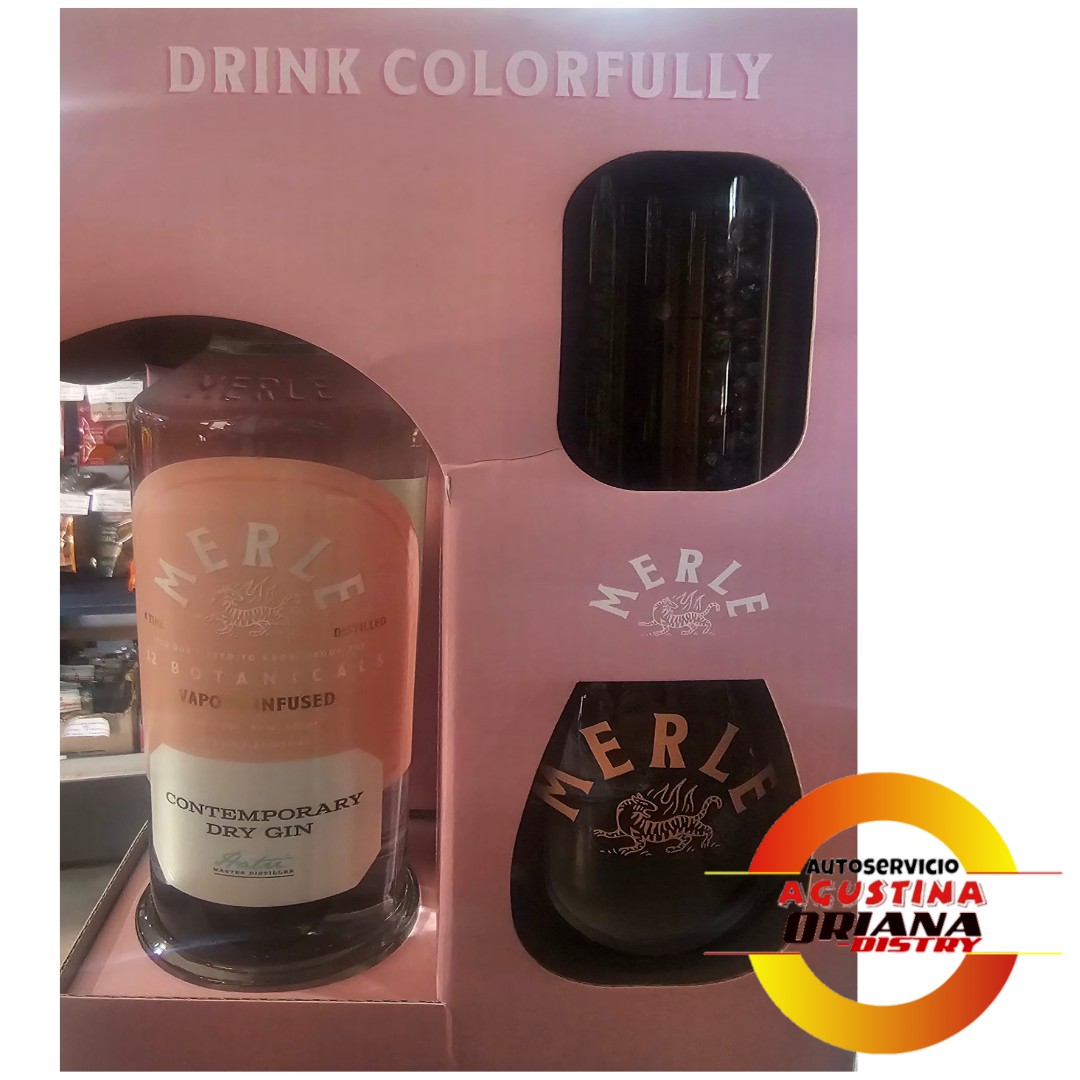 DRINK COLORFULLY
MERLE
MERLE
DISTILLED
12 BOTANICALS
INFUSED
CONTEMPORARY
DRY GIN
MASTER DISTILLER
MERLE
MERLE
AUTOSERVICIO
AGUSTINA
ORIANA
-DISTRY